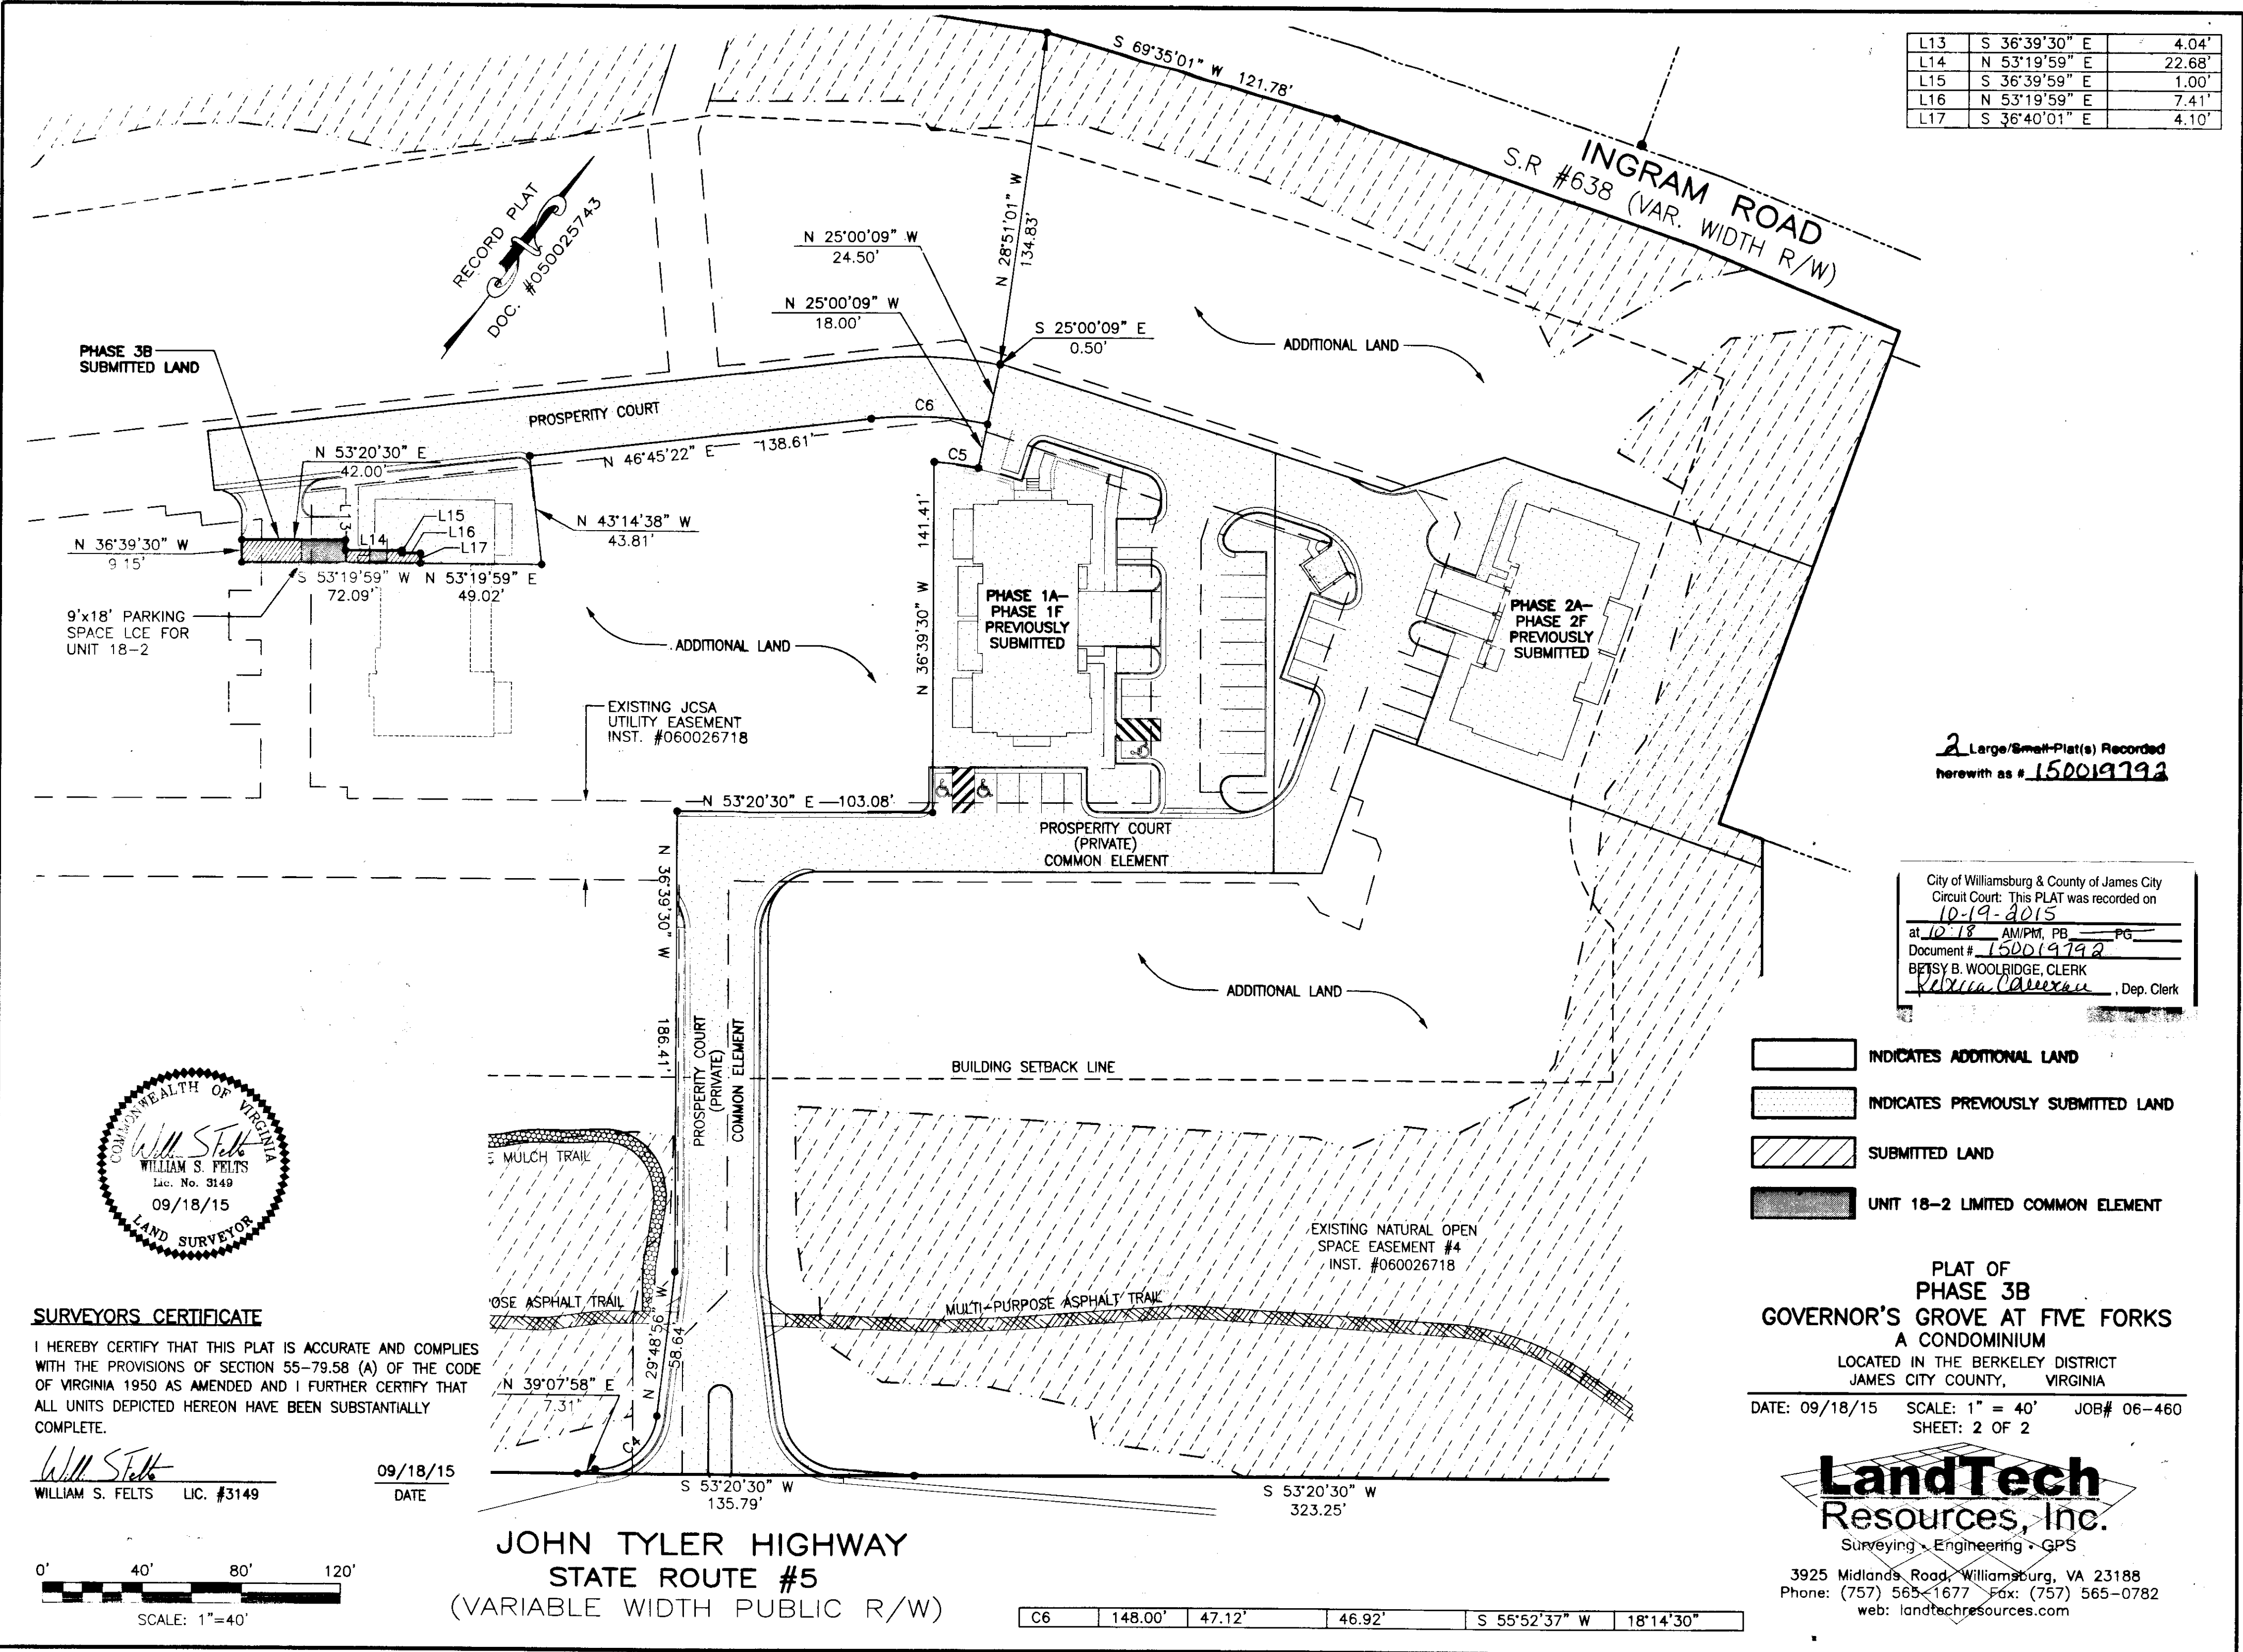 L13 S 36°39'30" E 4.04'
L14 N 53°19'59" E 22.68'
L15 S 36°39'59" E 1.00'
L16 N 53°19'59" E 7.41'
L17 S 36°40'01" E 4.10'
S 69°35'01" W 121.78'
INGRAM ROAD
S.R #638 (VAR. WIDTH R/W)
RECORD PLAT
DOC. #050025743
N 28°51'01" W
134.83'
N 25°00'09" W
24.50'
N 25°00'09" W
18.00'
S 25°00'09" E
0.50'
ADDITIONAL LAND
PHASE 3B
SUBMITTED LAND
PROSPERITY COURT
C6
N 46°45'22" E 138.61'
C5
N 53°20'30" E
42.00'
L13
L14
L15
L16
L17
N 43°14'38" W
43.81'
N 36°39'30" W
9.15'
S 53°19'59" W
72.09'
N 53°19'59" E
49.02'
9'x18' PARKING
SPACE LCE FOR
UNIT 18-2
ADDITIONAL LAND
N 36°39'30" W 141.41'
PHASE 1A-
PHASE 1F
PREVIOUSLY
SUBMITTED
PHASE 2A-
PHASE 2F
PREVIOUSLY
SUBMITTED
EXISTING JCSA
UTILITY EASEMENT
INST. #060026718
N 53°20'30" E 103.08'
PROSPERITY COURT
(PRIVATE)
COMMON ELEMENT
2 Large/Small Plat(s) Recorded
herewith as # 150019792
City of Williamsburg & County of James City
Circuit Court: This PLAT was recorded on
10-19-2015
at 10:18 AM/PM, PB PG
Document # 150019792
BETSY B. WOOLRIDGE, CLERK
, Dep. Clerk
N 36°39'30" W 186.41'
PROSPERITY COURT
(PRIVATE)
COMMON ELEMENT
ADDITIONAL LAND
BUILDING SETBACK LINE
INDICATES ADDITIONAL LAND
INDICATES PREVIOUSLY SUBMITTED LAND
SUBMITTED LAND
UNIT 18-2 LIMITED COMMON ELEMENT
COMMONWEALTH OF VIRGINIA
Will S Felts
WILLIAM S. FELTS
Lic. No. 3149
09/18/15
LAND SURVEYOR
E MULCH TRAIL
OSE ASPHALT TRAIL
MULTI-PURPOSE ASPHALT TRAIL
EXISTING NATURAL OPEN
SPACE EASEMENT #4
INST. #060026718
N 29°48'56" W
58.64'
N 39°07'58" E
7.31'
C4
S 53°20'30" W
135.79'
S 53°20'30" W
323.25'
SURVEYORS CERTIFICATE
I HEREBY CERTIFY THAT THIS PLAT IS ACCURATE AND COMPLIES
WITH THE PROVISIONS OF SECTION 55-79.58 (A) OF THE CODE
OF VIRGINIA 1950 AS AMENDED AND I FURTHER CERTIFY THAT
ALL UNITS DEPICTED HEREON HAVE BEEN SUBSTANTIALLY
COMPLETE.
Will S Felts
WILLIAM S. FELTS LIC. #3149
09/18/15
DATE
0' 40' 80' 120'
SCALE: 1"=40'
JOHN TYLER HIGHWAY
STATE ROUTE #5
(VARIABLE WIDTH PUBLIC R/W)
C6 148.00' 47.12' 46.92' S 55°52'37" W 18°14'30"
PLAT OF
PHASE 3B
GOVERNOR'S GROVE AT FIVE FORKS
A CONDOMINIUM
LOCATED IN THE BERKELEY DISTRICT
JAMES CITY COUNTY, VIRGINIA
DATE: 09/18/15 SCALE: 1" = 40' JOB# 06-460
SHEET: 2 OF 2
LandTech
Resources, Inc.
Surveying • Engineering • GPS
3925 Midlands Road, Williamsburg, VA 23188
Phone: (757) 565-1677 Fax: (757) 565-0782
web: landtechresources.com